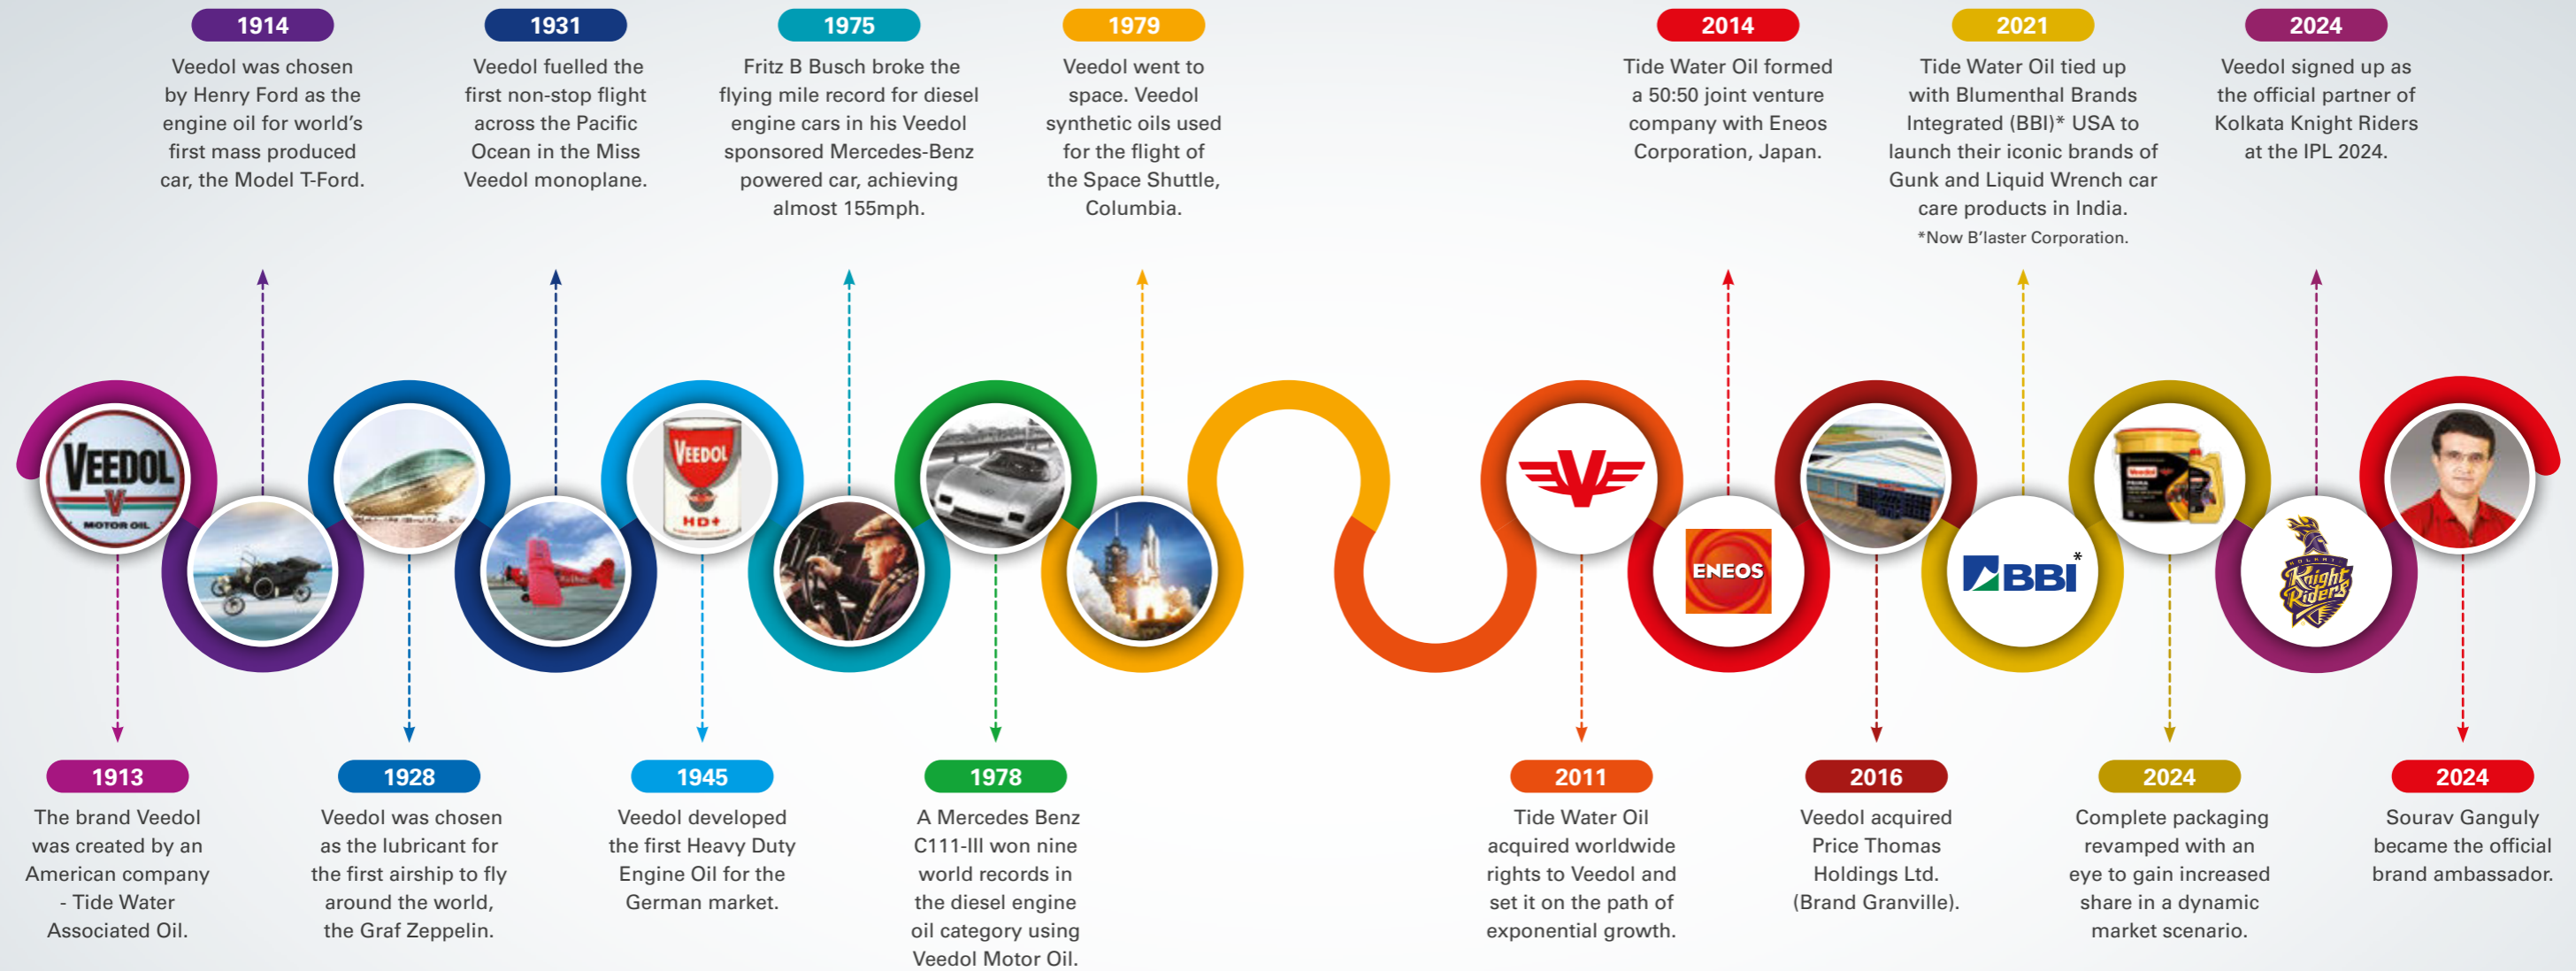 1914
Veedol was chosen
by Henry Ford as the
engine oil for world's
first mass produced
car, the Model T-Ford.
1931
Veedol fuelled the
first non-stop flight
across the Pacific
Ocean in the Miss
Veedol monoplane.
1975
Fritz B Busch broke the
flying mile record for diesel
engine cars in his Veedol
sponsored Mercedes-Benz
powered car, achieving
almost 155mph.
1979
Veedol went to
space. Veedol
synthetic oils used
for the flight of
the Space Shuttle,
Columbia.
2014
Tide Water Oil formed
a 50:50 joint venture
company with Eneos
Corporation, Japan.
2021
Tide Water Oil tied up
with Blumenthal Brands
Integrated (BBI)* USA to
launch their iconic brands of
Gunk and Liquid Wrench car
care products in India.
*Now B'laster Corporation.
2024
Veedol signed up as
the official partner of
Kolkata Knight Riders
at the IPL 2024.
VEEDOL
V
MOTOR OIL
VEEDOL
HD+
V
ENEOS
BBI*
Veedol
PRIMA
KOLKATA
Knight
Riders
1913
The brand Veedol
was created by an
American company
- Tide Water
Associated Oil.
1928
Veedol was chosen
as the lubricant for
the first airship to fly
around the world,
the Graf Zeppelin.
1945
Veedol developed
the first Heavy Duty
Engine Oil for the
German market.
1978
A Mercedes Benz
C111-III won nine
world records in
the diesel engine
oil category using
Veedol Motor Oil.
2011
Tide Water Oil
acquired worldwide
rights to Veedol and
set it on the path of
exponential growth.
2016
Veedol acquired
Price Thomas
Holdings Ltd.
(Brand Granville).
2024
Complete packaging
revamped with an
eye to gain increased
share in a dynamic
market scenario.
2024
Sourav Ganguly
became the official
brand ambassador.